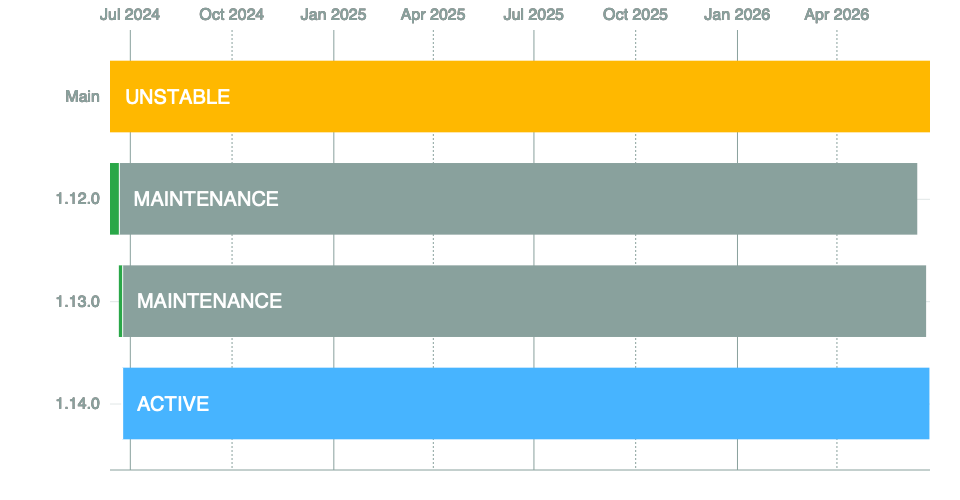 Jul 2024 Oct 2024 Jan 2025 Apr 2025 Jul 2025 Oct 2025 Jan 2026 Apr 2026
Main UNSTABLE
1.12.0 MAINTENANCE
1.13.0 MAINTENANCE
1.14.0 ACTIVE